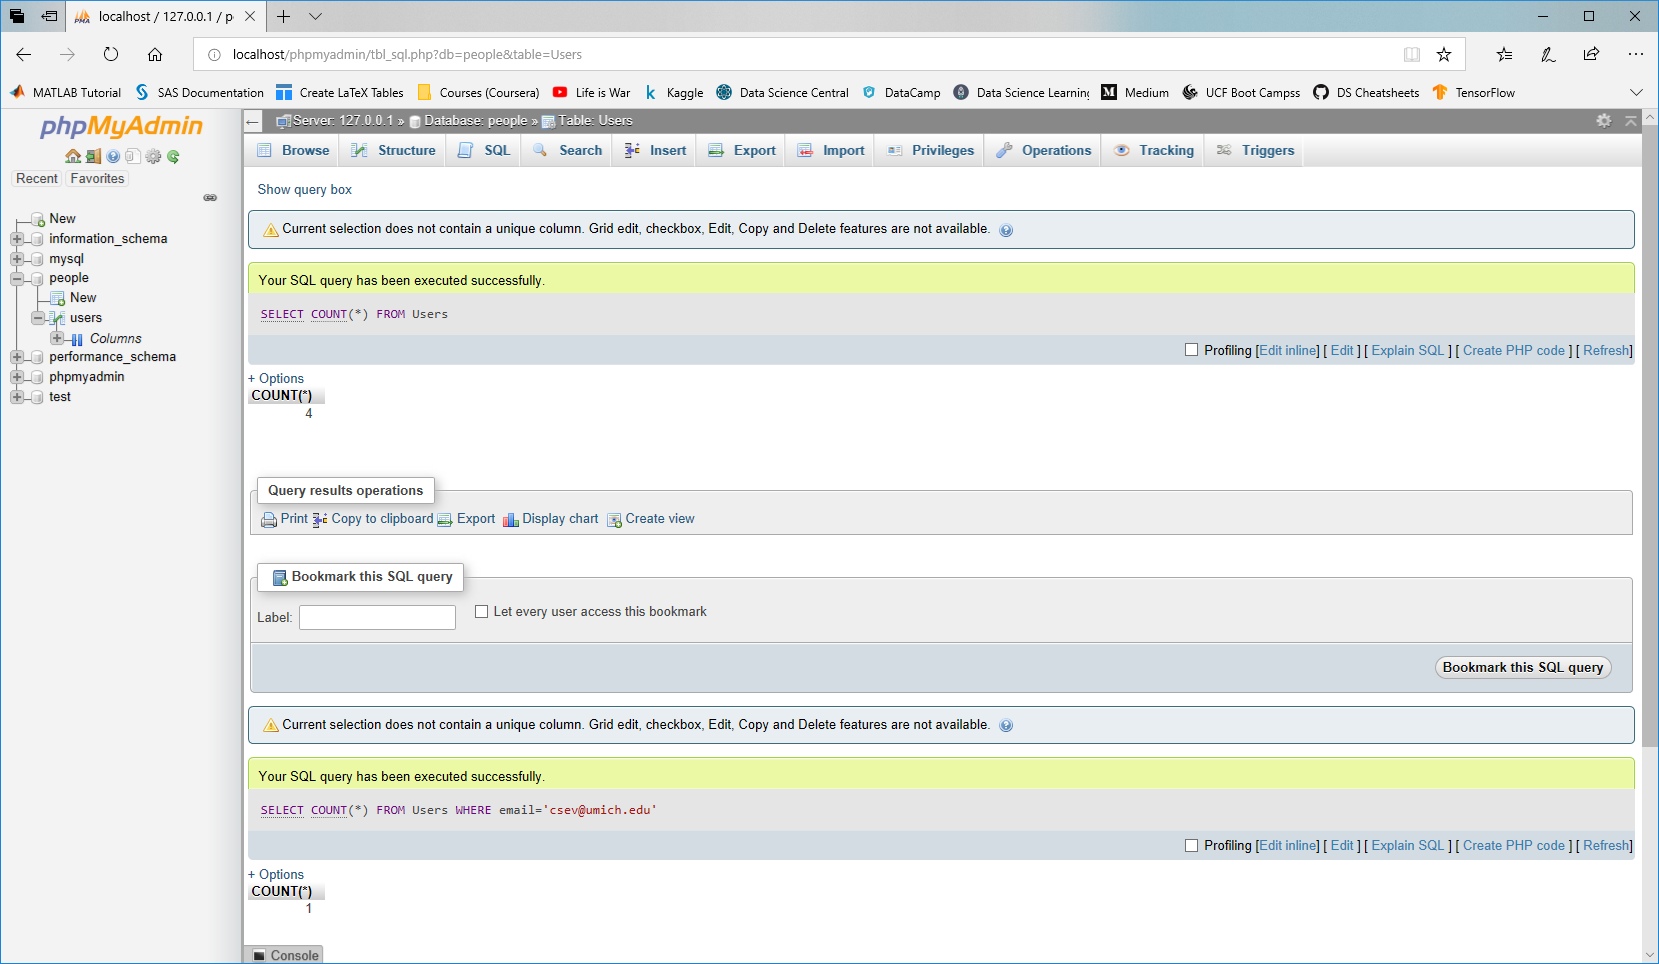 localhost / 127.0.0.1 / p
localhost/phpmyadmin/tbl_sql.php?db=people&table=Users
MATLAB Tutorial SAS Documentation Create LaTeX Tables Courses (Coursera) Life is War Kaggle Data Science Central DataCamp Data Science Learning Medium UCF Boot Campss DS Cheatsheets TensorFlow
phpMyAdmin
Recent Favorites
New
information_schema
mysql
people
New
users
Columns
performance_schema
phpmyadmin
test
Server: 127.0.0.1 » Database: people » Table: Users
Browse Structure SQL Search Insert Export Import Privileges Operations Tracking Triggers
Show query box
Current selection does not contain a unique column. Grid edit, checkbox, Edit, Copy and Delete features are not available.
Your SQL query has been executed successfully.
SELECT COUNT(*) FROM Users
Profiling [Edit inline] [ Edit ] [ Explain SQL ] [ Create PHP code ] [ Refresh]
+ Options
COUNT(*)
4
Query results operations
Print Copy to clipboard Export Display chart Create view
Bookmark this SQL query
Label: Let every user access this bookmark
Bookmark this SQL query
Current selection does not contain a unique column. Grid edit, checkbox, Edit, Copy and Delete features are not available.
Your SQL query has been executed successfully.
SELECT COUNT(*) FROM Users WHERE email='csev@umich.edu'
Profiling [Edit inline] [ Edit ] [ Explain SQL ] [ Create PHP code ] [ Refresh]
+ Options
COUNT(*)
1
Console